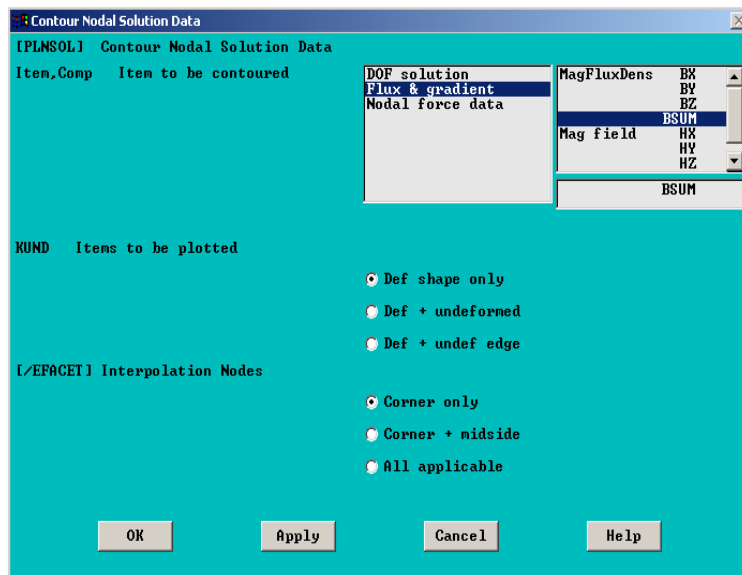 Contour Nodal Solution Data
[PLNSOL] Contour Nodal Solution Data
Item,Comp Item to be contoured
DOF solution
Flux & gradient
Nodal force data
MagFluxDens BX
BY
BZ
BSUM
Mag field HX
HY
HZ
BSUM
KUND Items to be plotted
Def shape only
Def + undeformed
Def + undef edge
[/EFACET] Interpolation Nodes
Corner only
Corner + midside
All applicable
OK Apply Cancel Help